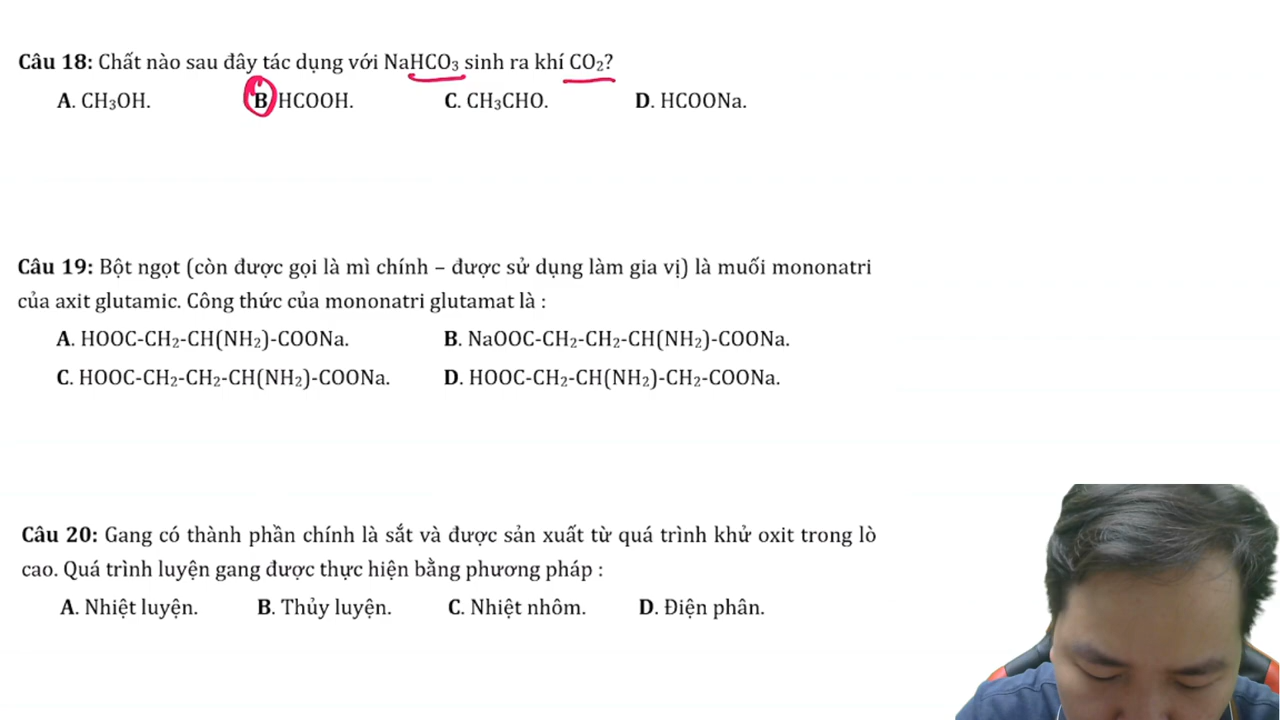 Câu 18: Chất nào sau đây tác dụng với NaHCO₃ sinh ra khí CO₂?
A. CH₃OH. B HCOOH. C. CH₃CHO. D. HCOONa.
Câu 19: Bột ngọt (còn được gọi là mì chính – được sử dụng làm gia vị) là muối mononatri
của axit glutamic. Công thức của mononatri glutamat là :
A. HOOC-CH₂-CH(NH₂)-COONa. B. NaOOC-CH₂-CH₂-CH(NH₂)-COONa.
C. HOOC-CH₂-CH₂-CH(NH₂)-COONa. D. HOOC-CH₂-CH(NH₂)-CH₂-COONa.
Câu 20: Gang có thành phần chính là sắt và được sản xuất từ quá trình khử oxit trong lò
cao. Quá trình luyện gang được thực hiện bằng phương pháp :
A. Nhiệt luyện. B. Thủy luyện. C. Nhiệt nhôm. D. Điện phân.